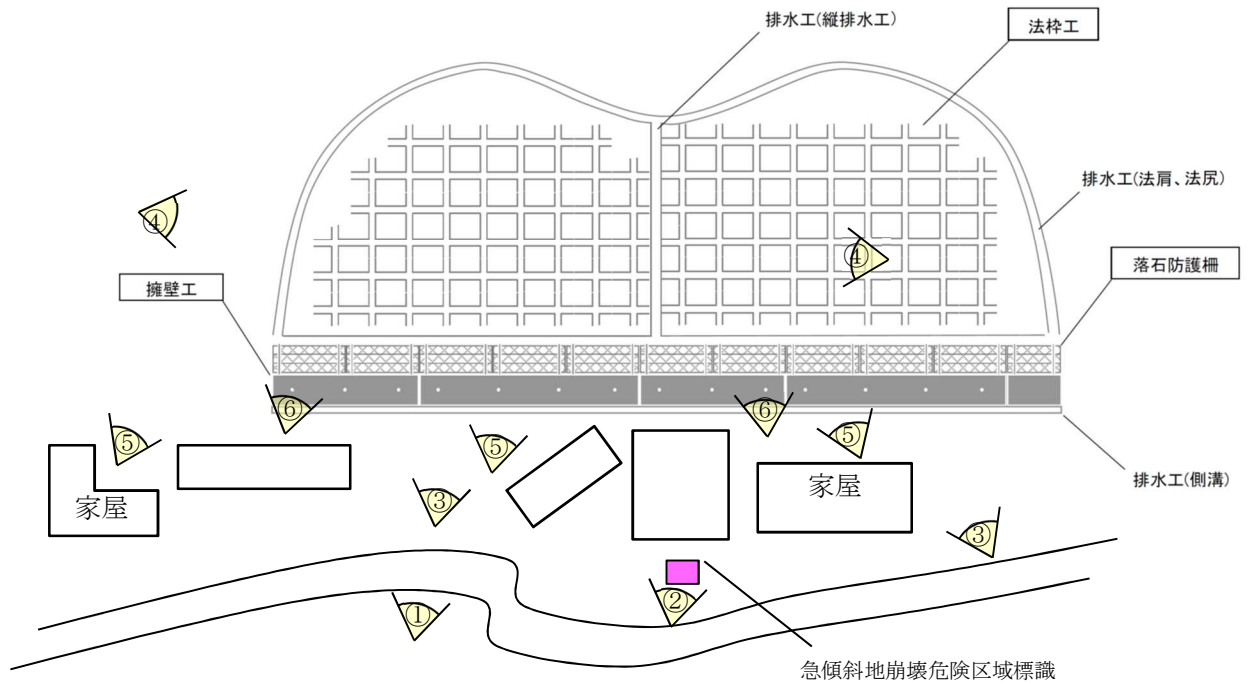 排水工(縦排水工)
法枠工
排水工(法肩、法尻)
④
④
落石防護柵
擁壁工
⑥
⑥
⑤
⑤
⑤
家屋
家屋
排水工(側溝)
③
③
①
②
急傾斜地崩壊危険区域標識